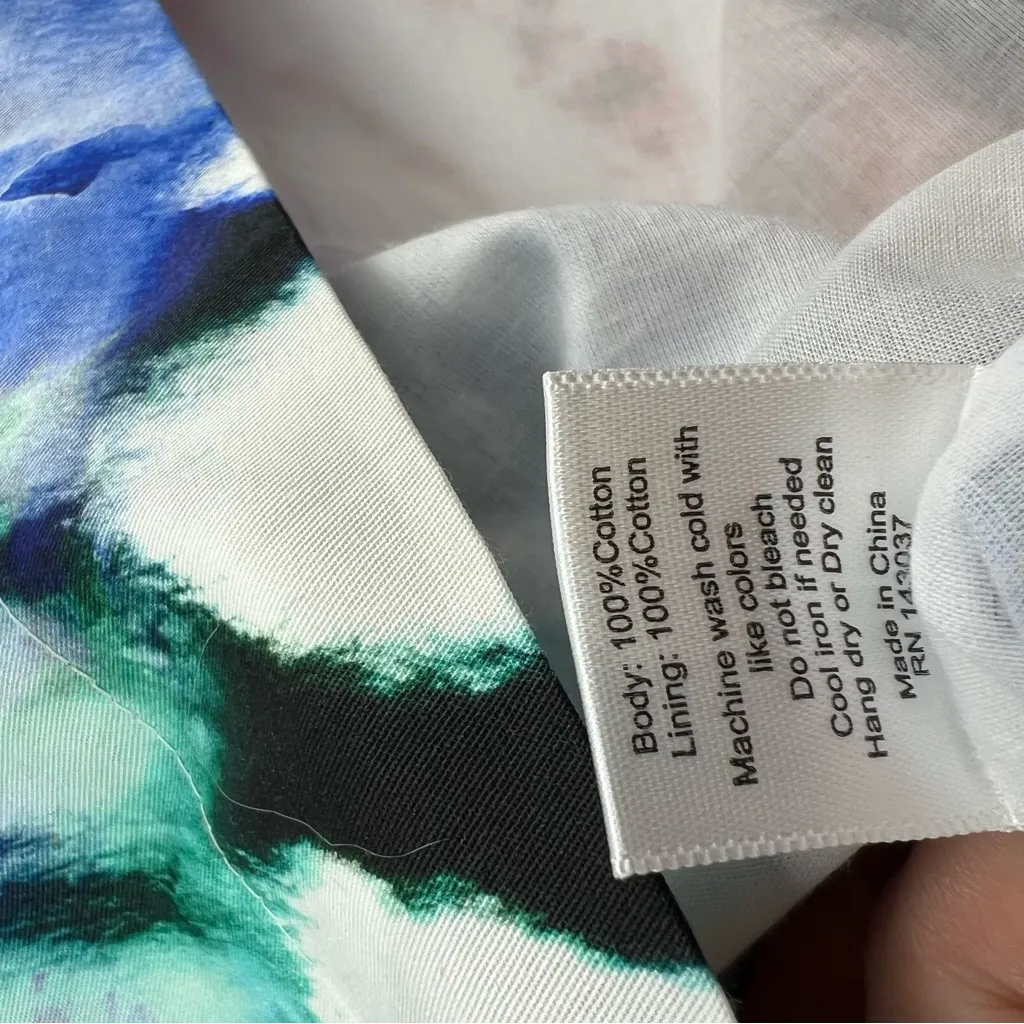 Body: 100%Cotton
Lining: 100%Cotton
Machine wash cold with
like colors
Do not bleach
Cool iron if needed
Hang dry or Dry clean
Made in China
RN 143037